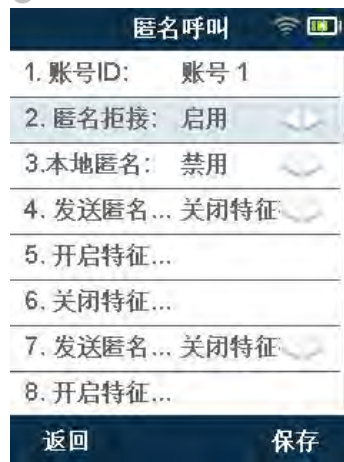 匿名呼叫
1. 账号ID: 账号 1
2. 匿名拒接: 启用
3.本地匿名: 禁用
4. 发送匿名... 关闭特征
5. 开启特征...
6. 关闭特征...
7. 发送匿名... 关闭特征
8. 开启特征...
返回 保存